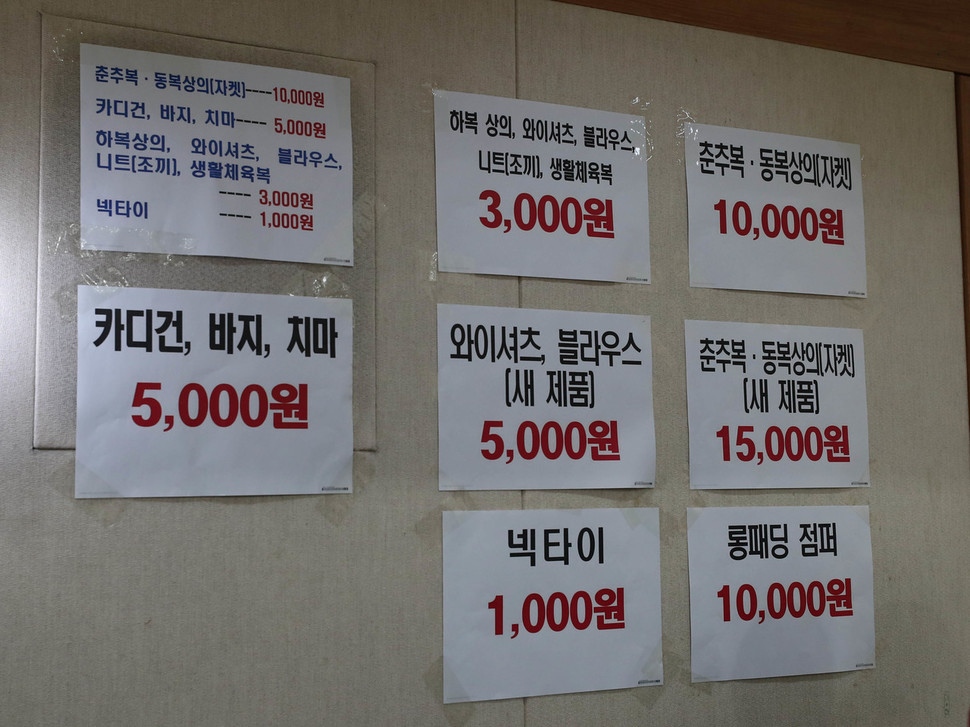 춘추복·동복상의(자켓)----10,000원
카디건, 바지, 치마---- 5,000원
하복상의, 와이셔츠, 블라우스,
니트(조끼), 생활체육복
---- 3,000원
넥타이 ---- 1,000원
카디건, 바지, 치마
5,000원
하복 상의, 와이셔츠, 블라우스,
니트(조끼), 생활체육복
3,000원
와이셔츠, 블라우스
(새 제품)
5,000원
넥타이
1,000원
춘추복·동복상의(자켓)
10,000원
춘추복·동복상의(자켓)
(새 제품)
15,000원
롱패딩 점퍼
10,000원